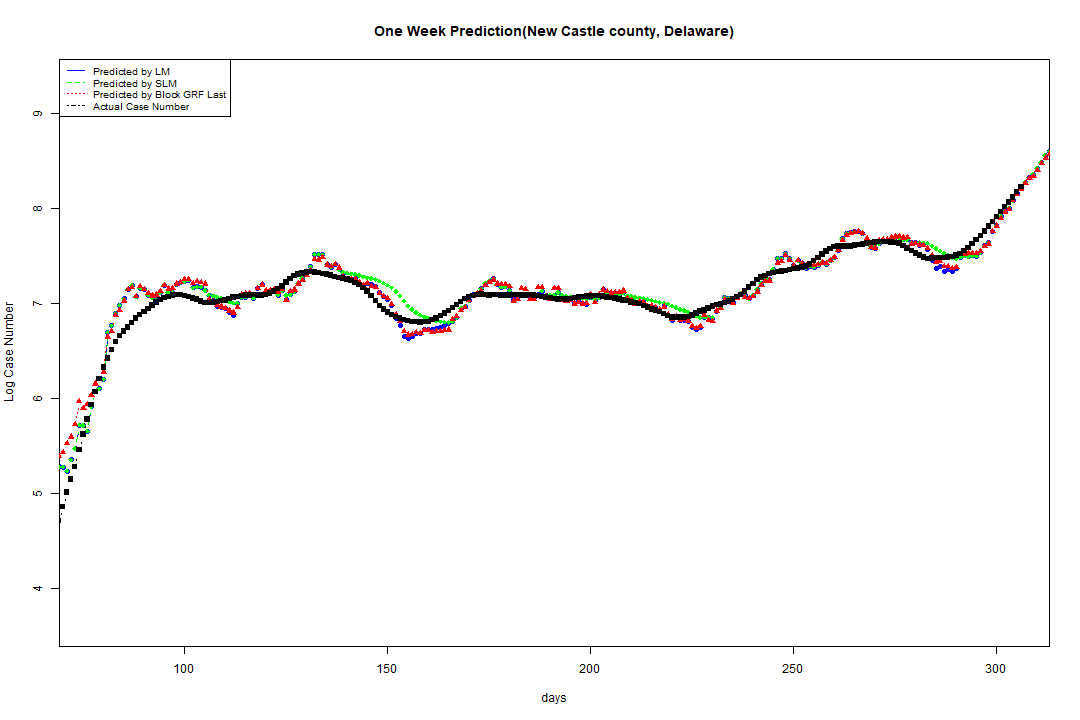 One Week Prediction(New Castle county, Delaware)
Predicted by LM
Predicted by SLM
Predicted by Block GRF Last
Actual Case Number
9
8
7
6
5
4
Log Case Number
100 150 200 250 300
days